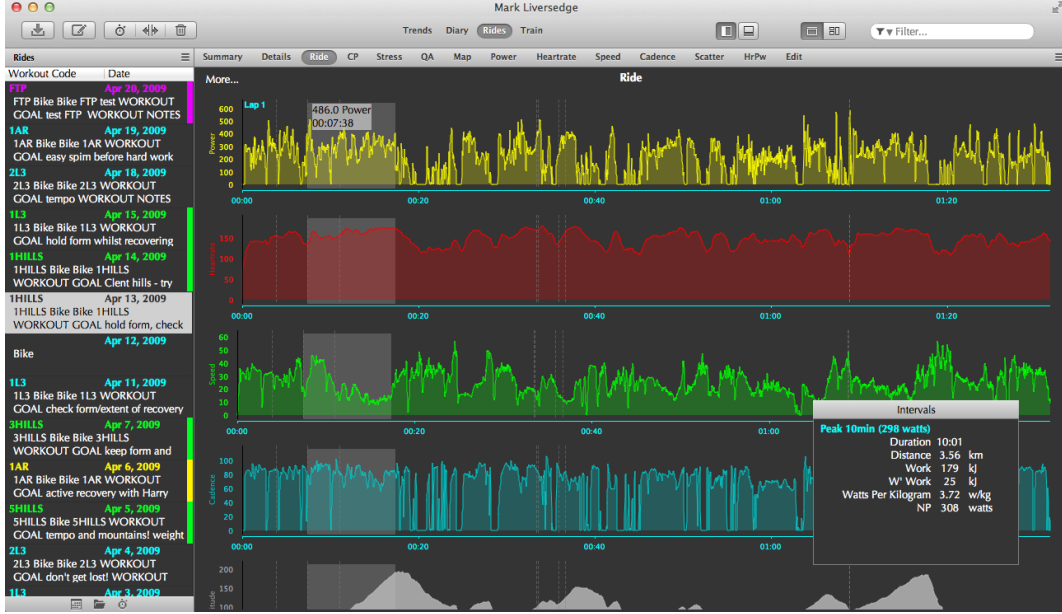 Mark Liversedge
Trends Diary Rides Train
Filter...
Rides
Summary Details Ride CP Stress QA Map Power Heartrate Speed Cadence Scatter HrPw Edit
Workout Code Date
FTP Apr 20, 2009
FTP Bike Bike FTP test WORKOUT
GOAL test FTP WORKOUT NOTES
1AR Apr 19, 2009
1AR Bike Bike 1AR WORKOUT
GOAL easy spim before hard work
2L3 Apr 18, 2009
2L3 Bike Bike 2L3 WORKOUT
GOAL tempo WORKOUT NOTES
1L3 Apr 15, 2009
1L3 Bike Bike 1L3 WORKOUT
GOAL hold form whilst recovering
1HILLS Apr 14, 2009
1HILLS Bike Bike 1HILLS
WORKOUT GOAL Clent hills - try
1HILLS Apr 13, 2009
1HILLS Bike Bike 1HILLS
WORKOUT GOAL hold form, check
Apr 12, 2009
Bike
1L3 Apr 11, 2009
1L3 Bike Bike 1L3 WORKOUT
GOAL check form/extent of recovery
3HILLS Apr 7, 2009
3HILLS Bike Bike 3HILLS
WORKOUT GOAL keep form and
1AR Apr 6, 2009
1AR Bike Bike 1AR WORKOUT
GOAL active recovery with Harry
5HILLS Apr 5, 2009
5HILLS Bike 5HILLS WORKOUT
GOAL tempo and mountains! weight
2L3 Apr 4, 2009
2L3 Bike Bike 2L3 WORKOUT
GOAL don't get lost! WORKOUT
1L3 Apr 3, 2009
More...
Ride
Lap 1
486.0 Power
00:07:38
Power
600
500
400
300
200
100
0
00:00 00:20 00:40 01:00 01:20
Heartrate
150
100
50
0
00:00 00:20 00:40 01:00 01:20
Speed
60
50
40
30
20
10
0
00:00 00:20 00:40 01:00
Cadence
100
80
60
40
20
0
00:00 00:20 00:40 01:00
200
150
100
Intervals
Peak 10min (298 watts)
Duration 10:01
Distance 3.56 km
Work 179 kJ
W' Work 25 kJ
Watts Per Kilogram 3.72 w/kg
NP 308 watts